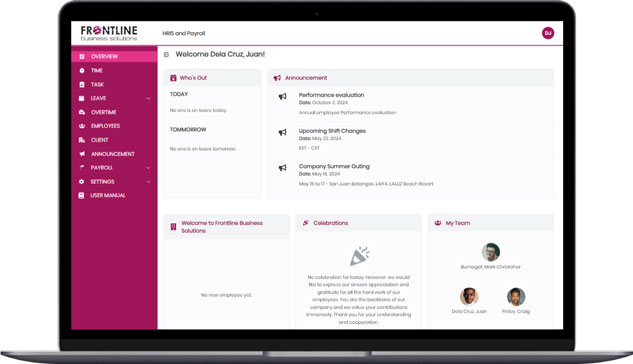 FRONTLINE
business solutions
HRIS and Payroll
DJ
OVERVIEW
TIME
TASK
LEAVE
OVERTIME
EMPLOYEES
CLIENT
ANNOUNCEMENT
PAYROLL
SETTINGS
USER MANUAL
Welcome Dela Cruz, Juan!
Who's Out
TODAY
No one is on leave today.
TOMMORROW
No one is on leave tomorrow.
Announcement
Performance evaluation
Date: October 2, 2024
Annual employee Performance evaluation
Upcoming Shift Changes
Date: May 23, 2024
EST - CST
Company Summer Outing
Date: May 15, 2024
May 16 to 17 - San Juan Batangas, LAIYA, LALUZ Beach Resort
Welcome to Frontline Business
Solutions
No new employee yet.
Celebrations
No celebration for today. However, we would
like to express our sincere appreciation and
gratitude for all the hard work of our
employees. You are the backbone of our
company and we value your contributions
immensely. Thank you for your understanding
and cooperation.
My Team
Bumagat, Mark Christoher
Dela Cruz, Juan
Finley, Craig